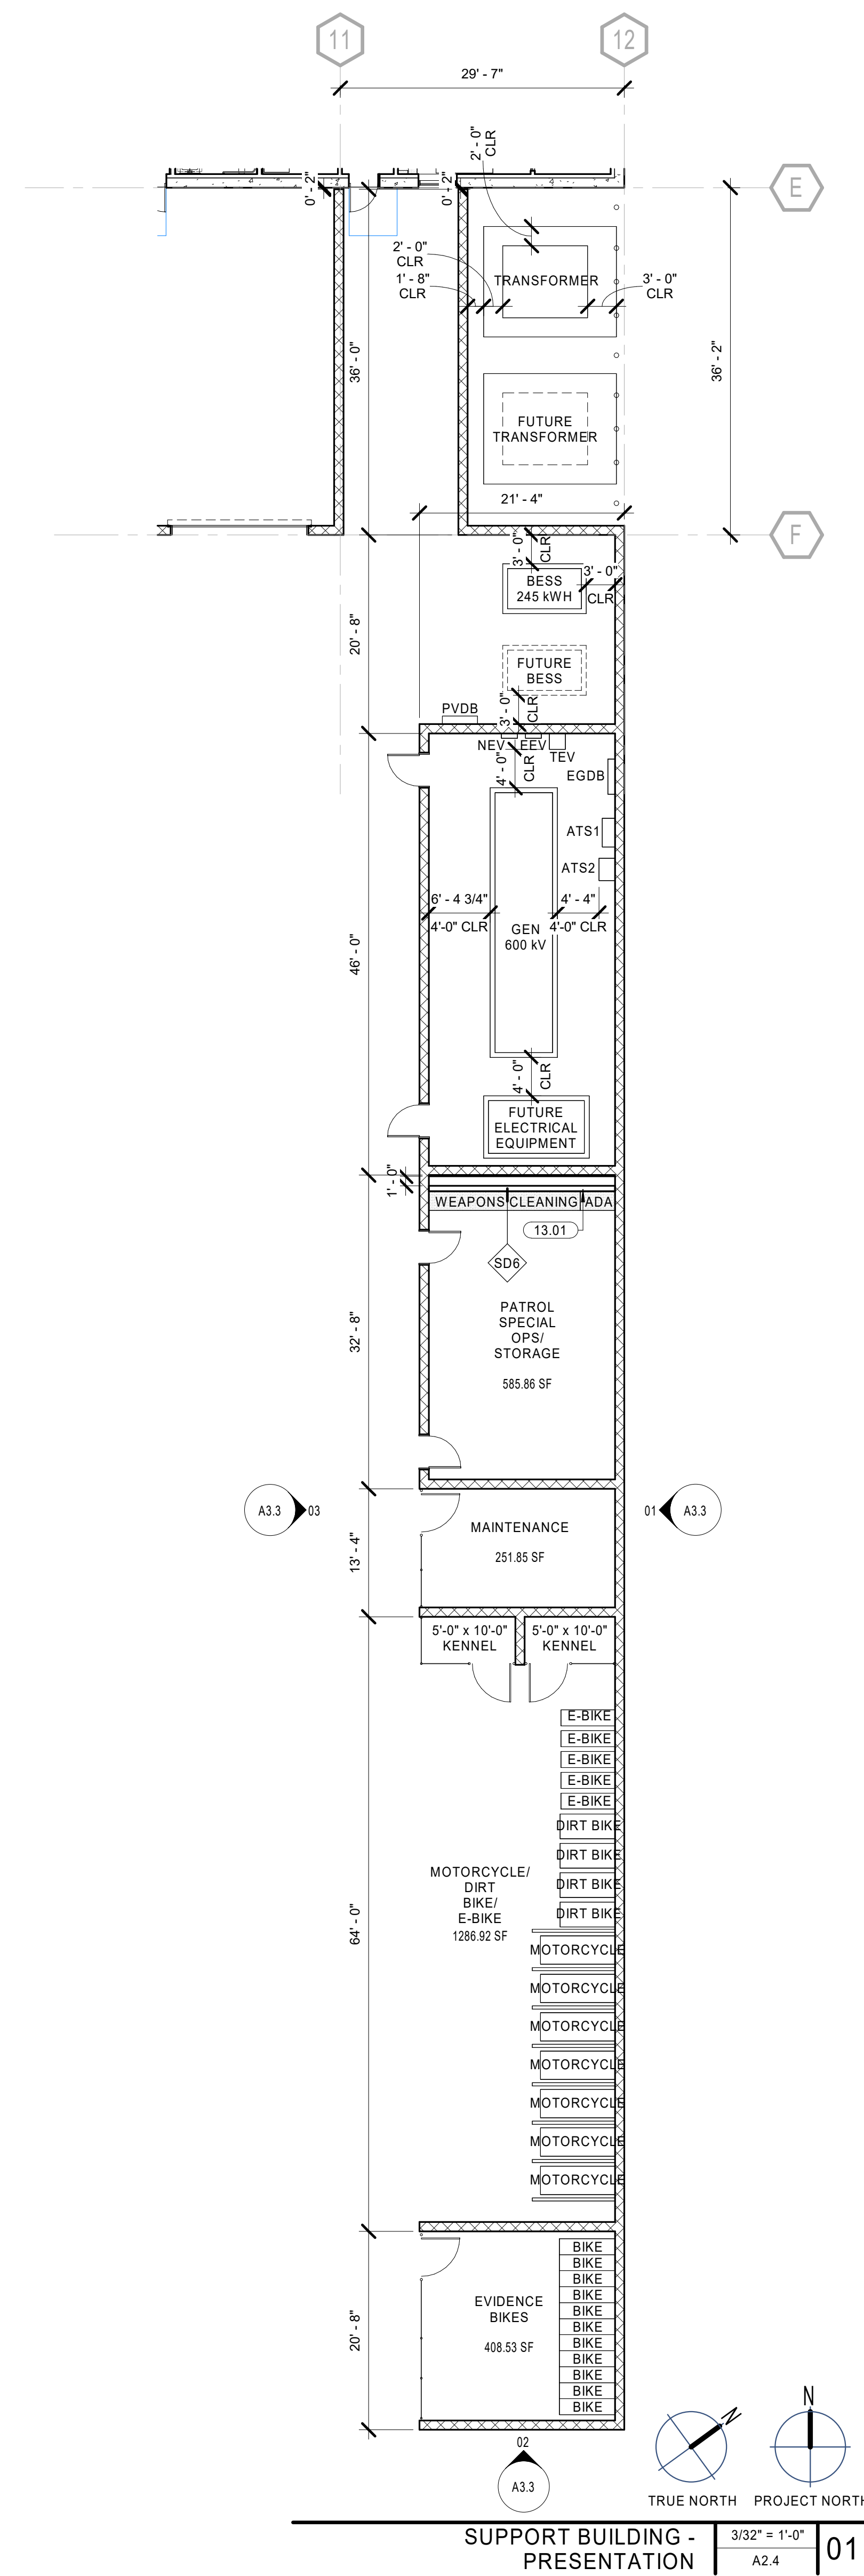 11
12
29' - 7"
2' - 0"
CLR
E
0' - 2"
0' - 2"
2' - 0"
CLR
1' - 8"
CLR
TRANSFORMER
3' - 0"
CLR
36' - 0"
36' - 2"
FUTURE
TRANSFORMER
21' - 4"
F
3' - 0"
CLR
BESS
245 kWH
3' - 0"
CLR
20' - 8"
FUTURE
BESS
3' - 0"
CLR
PVDB
NEV
EEV
TEV
4' - 0"
CLR
EGDB
ATS1
ATS2
6' - 4 3/4"
4'-0" CLR
4' - 4"
4'-0" CLR
GEN
600 kV
46' - 0"
4' - 0"
CLR
FUTURE
ELECTRICAL
EQUIPMENT
1' - 0"
WEAPONS CLEANING ADA
13.01
SD6
PATROL
SPECIAL
OPS/
STORAGE
585.86 SF
32' - 8"
A3.3
03
01
A3.3
MAINTENANCE
251.85 SF
13' - 4"
5'-0" x 10'-0"
KENNEL
5'-0" x 10'-0"
KENNEL
E-BIKE
E-BIKE
E-BIKE
E-BIKE
E-BIKE
DIRT BIKE
DIRT BIKE
DIRT BIKE
DIRT BIKE
MOTORCYCLE/
DIRT
BIKE/
E-BIKE
1286.92 SF
64' - 0"
MOTORCYCLE
MOTORCYCLE
MOTORCYCLE
MOTORCYCLE
MOTORCYCLE
MOTORCYCLE
MOTORCYCLE
BIKE
BIKE
BIKE
BIKE
BIKE
BIKE
BIKE
BIKE
BIKE
BIKE
BIKE
EVIDENCE
BIKES
408.53 SF
20' - 8"
02
A3.3
N
TRUE NORTH
N
PROJECT NORTH
SUPPORT BUILDING -
PRESENTATION
3/32" = 1'-0"
A2.4
01